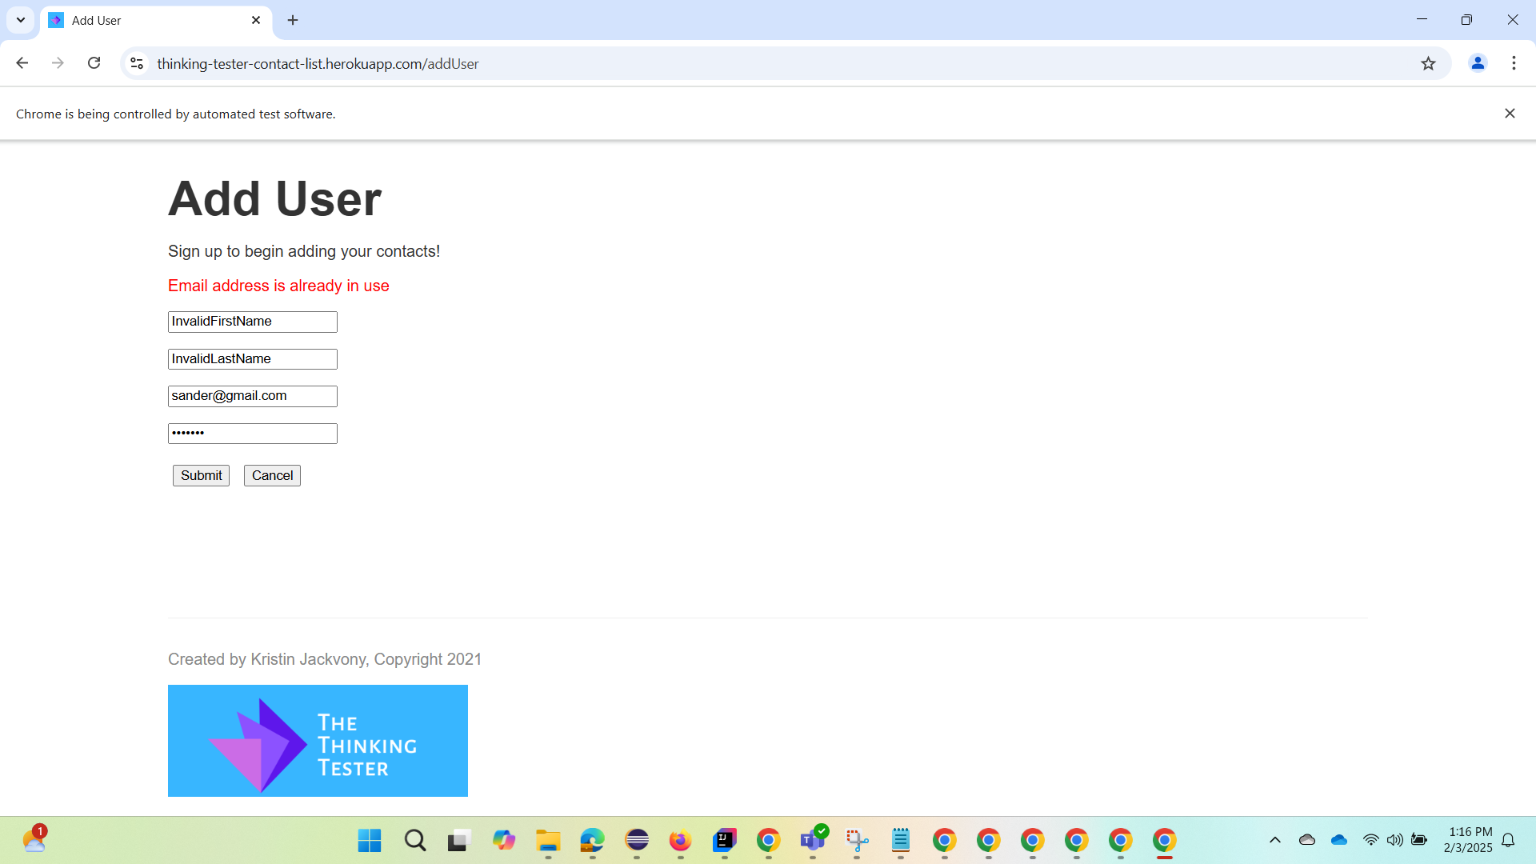 Add User
thinking-tester-contact-list.herokuapp.com/addUser
Chrome is being controlled by automated test software.
Add User
Sign up to begin adding your contacts!
Email address is already in use
InvalidFirstName
InvalidLastName
sander@gmail.com
•••••••
Submit Cancel
Created by Kristin Jackvony, Copyright 2021
THE
THINKING
TESTER
1
1:16 PM
2/3/2025